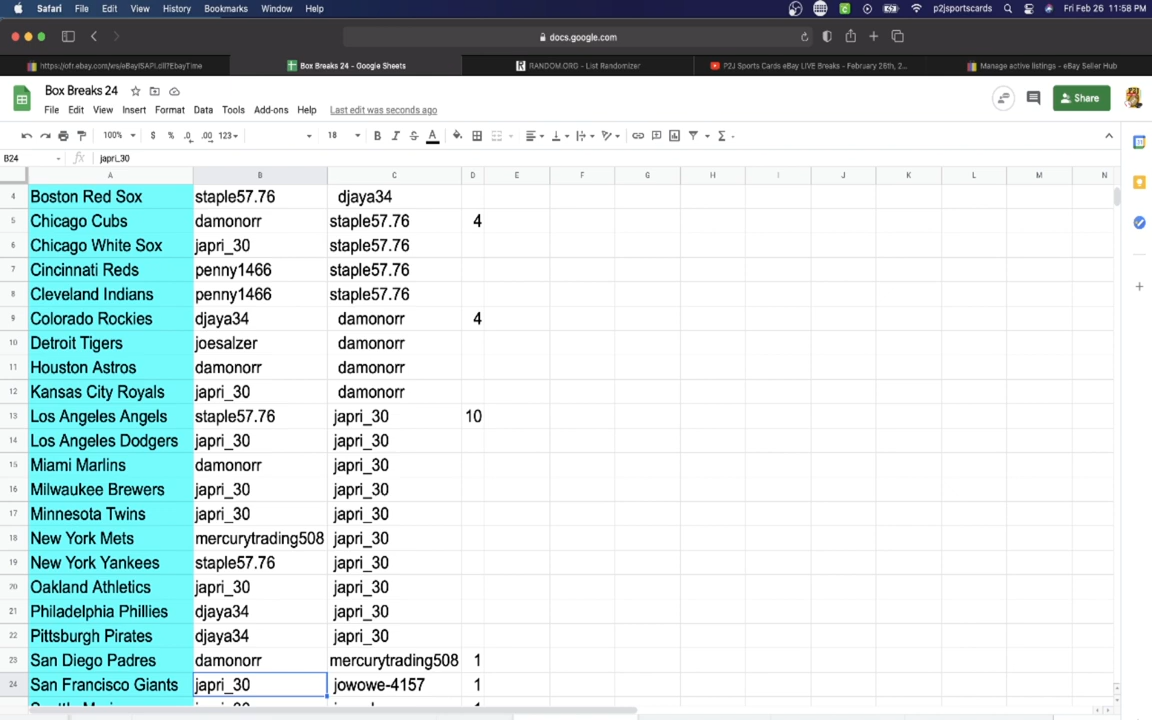 Safari File Edit View History Bookmarks Window Help p2jsportscards Fri Feb 26 11:58 PM
docs.google.com
https://ofr.ebay.com/ws/eBayISAPI.dll?EbayTime Box Breaks 24 - Google Sheets RANDOM.ORG - List Randomizer P2J Sports Cards eBay LIVE Breaks - February 26th, 2... Manage active listings - eBay Seller Hub
Box Breaks 24
File Edit View Insert Format Data Tools Add-ons Help Last edit was seconds ago Share
100% $ % .0 .00 123 18 B I S A
B24 fx japri_30
A B C D E F G H I J K L M N
4 Boston Red Sox staple57.76 djaya34
5 Chicago Cubs damonorr staple57.76 4
6 Chicago White Sox japri_30 staple57.76
7 Cincinnati Reds penny1466 staple57.76
8 Cleveland Indians penny1466 staple57.76
9 Colorado Rockies djaya34 damonorr 4
10 Detroit Tigers joesalzer damonorr
11 Houston Astros damonorr damonorr
12 Kansas City Royals japri_30 damonorr
13 Los Angeles Angels staple57.76 japri_30 10
14 Los Angeles Dodgers japri_30 japri_30
15 Miami Marlins damonorr japri_30
16 Milwaukee Brewers japri_30 japri_30
17 Minnesota Twins japri_30 japri_30
18 New York Mets mercurytrading508 japri_30
19 New York Yankees staple57.76 japri_30
20 Oakland Athletics japri_30 japri_30
21 Philadelphia Phillies djaya34 japri_30
22 Pittsburgh Pirates djaya34 japri_30
23 San Diego Padres damonorr mercurytrading508 1
24 San Francisco Giants japri_30 jowowe-4157 1